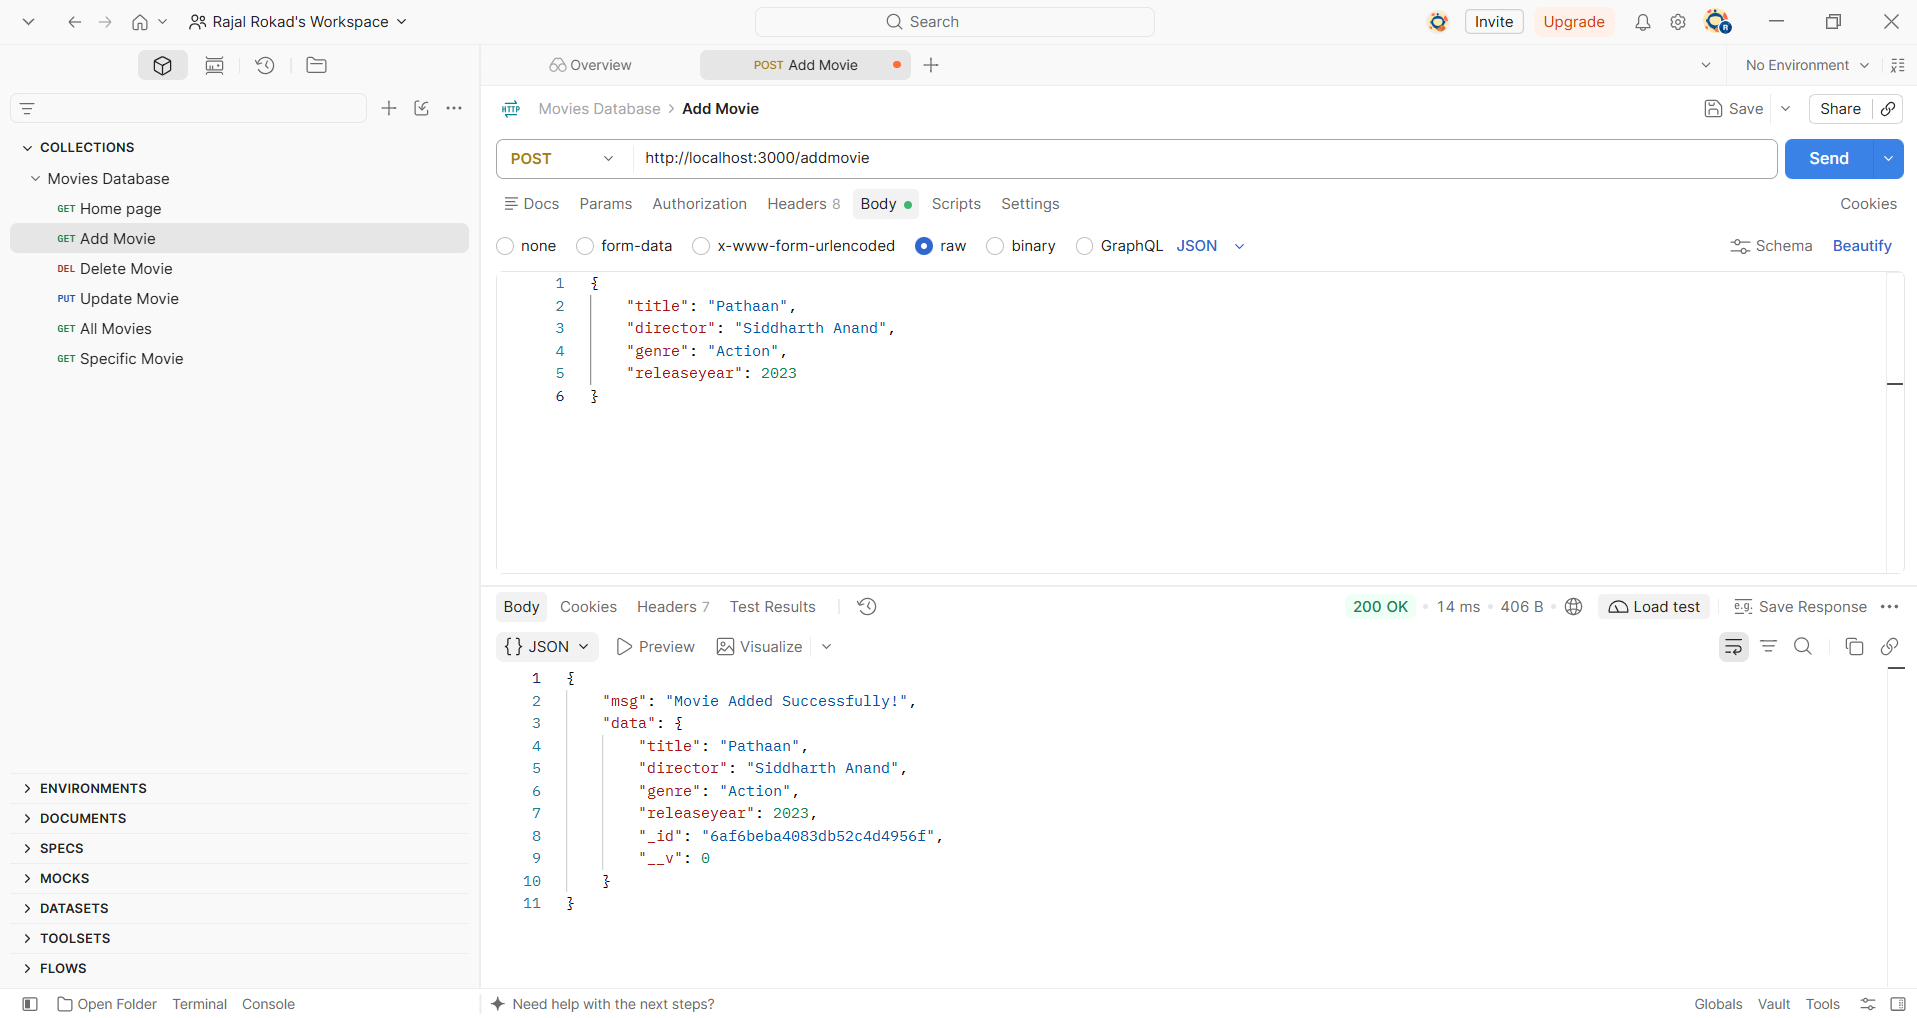 Rajal Rokad's Workspace
Search
Invite
Upgrade
R
Overview
POST Add Movie
No Environment
COLLECTIONS
Movies Database
GET Home page
GET Add Movie
DEL Delete Movie
PUT Update Movie
GET All Movies
GET Specific Movie
ENVIRONMENTS
DOCUMENTS
SPECS
MOCKS
DATASETS
TOOLSETS
FLOWS
HTTP Movies Database > Add Movie
Save
Share
POST http://localhost:3000/addmovie
Send
Docs Params Authorization Headers 8 Body Scripts Settings
Cookies
none form-data x-www-form-urlencoded raw binary GraphQL JSON
Schema Beautify
1 {
2 "title": "Pathaan",
3 "director": "Siddharth Anand",
4 "genre": "Action",
5 "releaseyear": 2023
6 }
Body Cookies Headers 7 Test Results
200 OK • 14 ms • 406 B • Load test e.g. Save Response
{} JSON Preview Visualize
1 {
2 "msg": "Movie Added Successfully!",
3 "data": {
4 "title": "Pathaan",
5 "director": "Siddharth Anand",
6 "genre": "Action",
7 "releaseyear": 2023,
8 "_id": "6af6beba4083db52c4d4956f",
9 "__v": 0
10 }
11 }
Open Folder Terminal Console
Need help with the next steps?
Globals Vault Tools